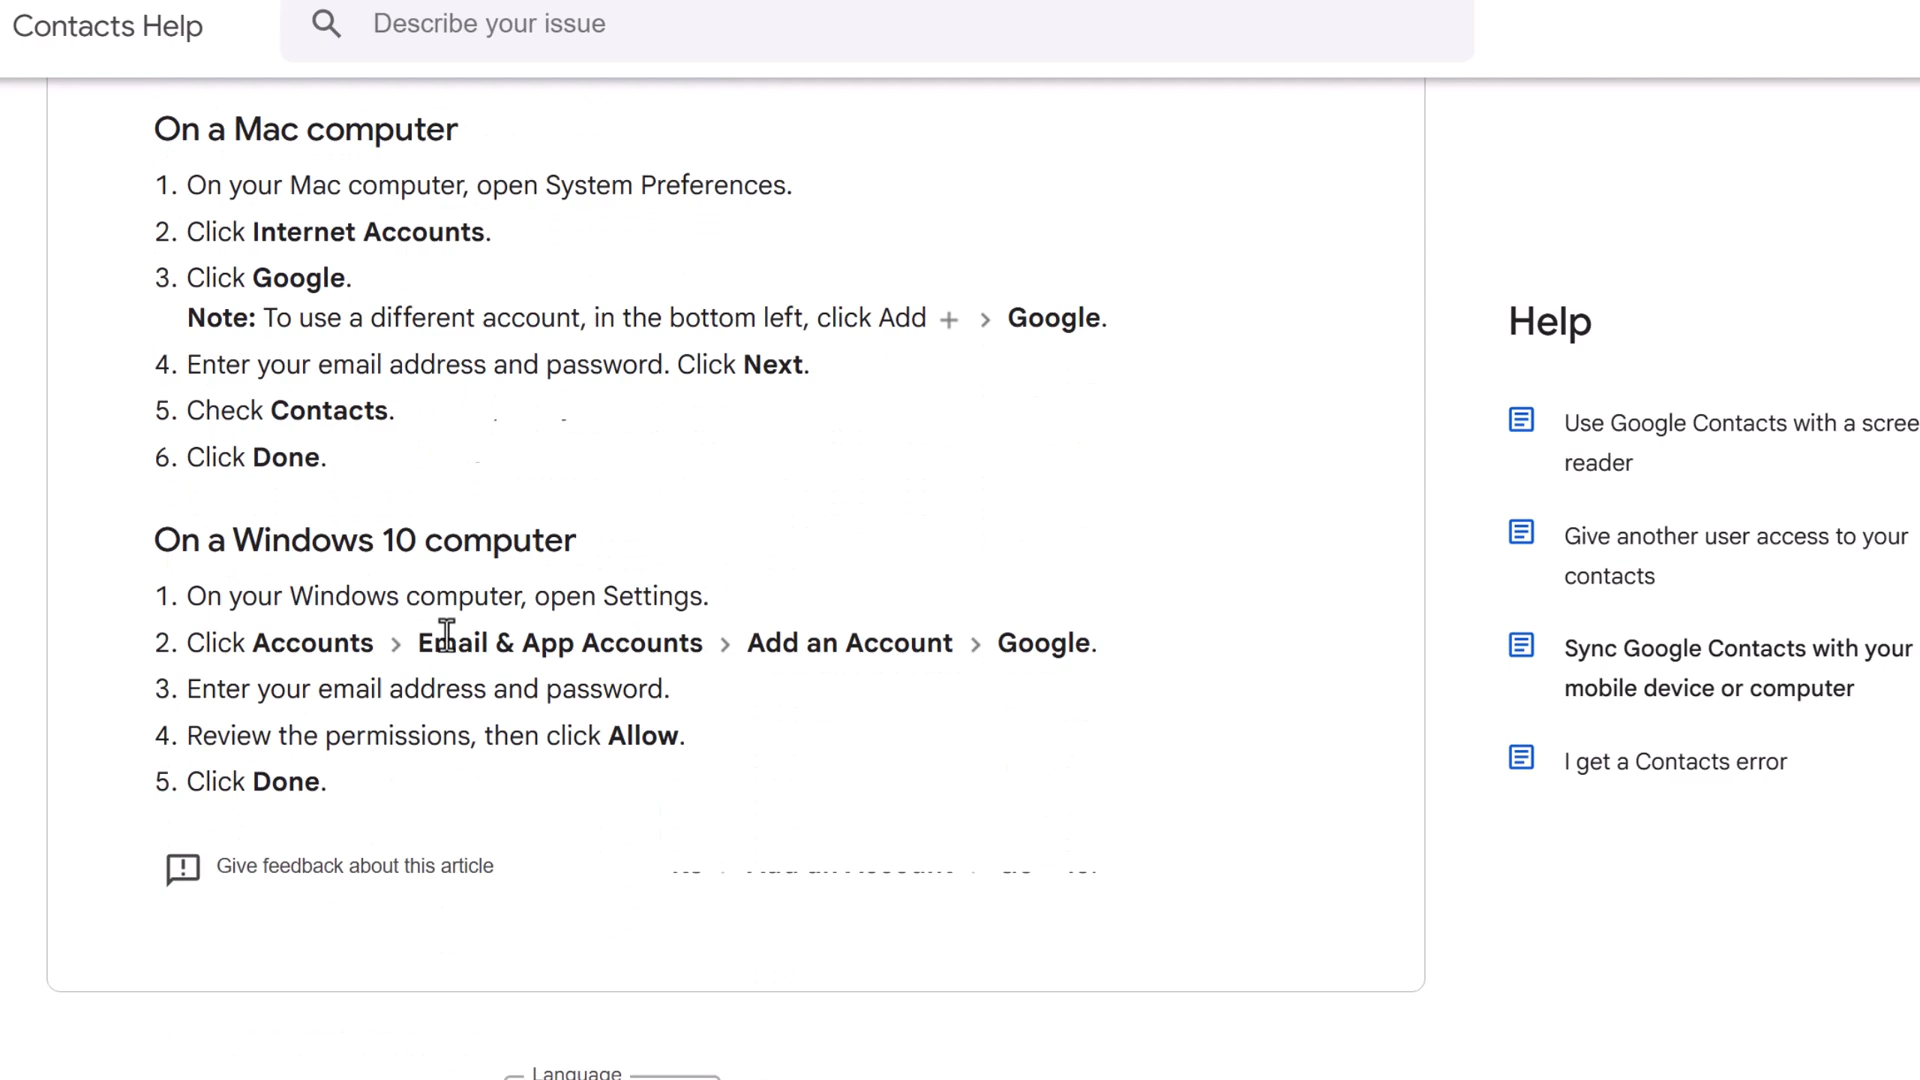 Contacts Help
Describe your issue
On a Mac computer
1. On your Mac computer, open System Preferences.
2. Click Internet Accounts.
3. Click Google.
Note: To use a different account, in the bottom left, click Add + > Google.
4. Enter your email address and password. Click Next.
5. Check Contacts.
6. Click Done.
On a Windows 10 computer
1. On your Windows computer, open Settings.
2. Click Accounts > Email & App Accounts > Add an Account > Google.
3. Enter your email address and password.
4. Review the permissions, then click Allow.
5. Click Done.
Give feedback about this article
Help
Use Google Contacts with a scree
reader
Give another user access to your
contacts
Sync Google Contacts with your
mobile device or computer
I get a Contacts error
Language